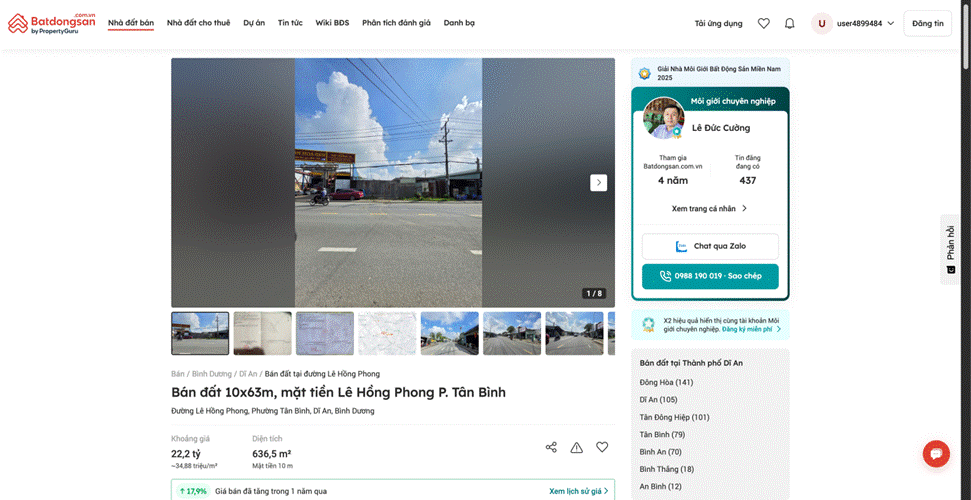 Batdongsan
.com.vn
by PropertyGuru
Nhà đất bán
Nhà đất cho thuê
Dự án
Tin tức
Wiki BĐS
Phân tích đánh giá
Danh bạ
Tải ứng dụng
U
user4899484
Đăng tin
1 / 8
Bán / Bình Dương / Dĩ An / Bán đất tại đường Lê Hồng Phong
Bán đất 10x63m, mặt tiền Lê Hồng Phong P. Tân Bình
Đường Lê Hồng Phong, Phường Tân Bình, Dĩ An, Bình Dương
Khoảng giá
22,2 tỷ
~34,88 triệu/m²
Diện tích
636,5 m²
Mặt tiền 10 m
17,9%
Giá bán đã tăng trong 1 năm qua
Xem lịch sử giá
Giải Nhà Môi Giới Bất Động Sản Miền Nam
2025
Môi giới chuyên nghiệp
Lê Đức Cường
Tham gia
Batdongsan.com.vn
4 năm
Tin đăng
đang có
437
Xem trang cá nhân
Chat qua Zalo
0988 190 019 · Sao chép
X2 hiệu quả hiển thị cùng tài khoản Môi
giới chuyên nghiệp. Đăng ký miễn phí
Bán đất tại Thành phố Dĩ An
Đông Hòa (141)
Dĩ An (105)
Tân Đông Hiệp (101)
Tân Bình (79)
Bình An (70)
Bình Thắng (18)
An Bình (12)
Phản hồi